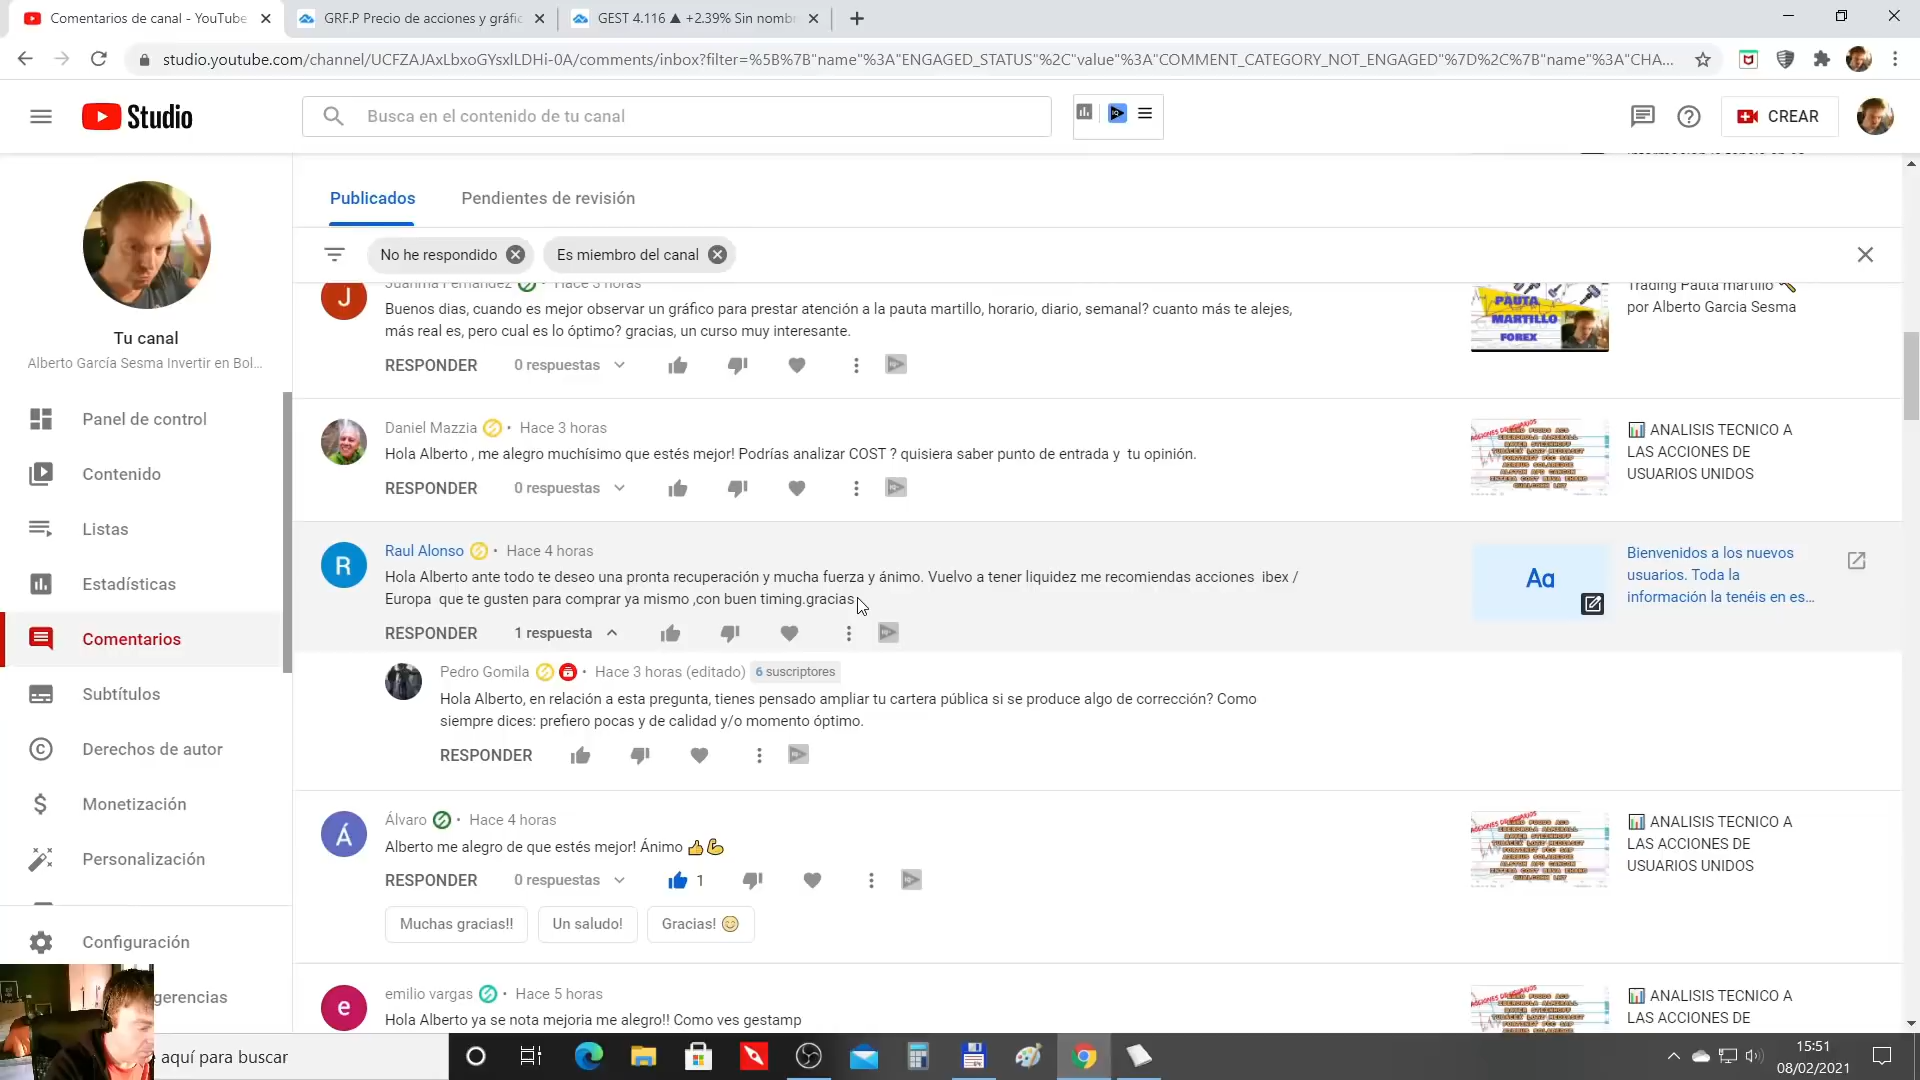 Comentarios de canal - YouTube
GRF.P Precio de acciones y gráfic
GEST 4.116 ▲ +2.39% Sin nombr
studio.youtube.com/channel/UCFZAJAxLbxoGYsxlLDHi-0A/comments/inbox?filter=%5B%7B"name"%3A"ENGAGED_STATUS"%2C"value"%3A"COMMENT_CATEGORY_NOT_ENGAGED"%7D%2C%7B"name"%3A"CHA...
Studio
Busca en el contenido de tu canal
CREAR
Tu canal
Alberto García Sesma Invertir en Bol...
Panel de control
Contenido
Listas
Estadísticas
Comentarios
Subtítulos
Derechos de autor
Monetización
Personalización
Configuración
gerencias
Publicados
Pendientes de revisión
No he respondido
Es miembro del canal
J
Juanma Fernandez • Hace 3 horas
Buenos dias, cuando es mejor observar un gráfico para prestar atención a la pauta martillo, horario, diario, semanal? cuanto más te alejes,
más real es, pero cual es lo óptimo? gracias, un curso muy interesante.
RESPONDER 0 respuestas
PAUTA
MARTILLO
FOREX
Trading Pauta martillo
por Alberto Garcia Sesma
Daniel Mazzia • Hace 3 horas
Hola Alberto , me alegro muchísimo que estés mejor! Podrías analizar COST ? quisiera saber punto de entrada y tu opinión.
RESPONDER 0 respuestas
📊 ANALISIS TECNICO A
LAS ACCIONES DE
USUARIOS UNIDOS
R
Raul Alonso • Hace 4 horas
Hola Alberto ante todo te deseo una pronta recuperación y mucha fuerza y ánimo. Vuelvo a tener liquidez me recomiendas acciones ibex /
Europa que te gusten para comprar ya mismo ,con buen timing.gracias
RESPONDER 1 respuesta
Aa
Bienvenidos a los nuevos
usuarios. Toda la
información la tenéis en es...
Pedro Gomila • Hace 3 horas (editado) 6 suscriptores
Hola Alberto, en relación a esta pregunta, tienes pensado ampliar tu cartera pública si se produce algo de corrección? Como
siempre dices: prefiero pocas y de calidad y/o momento óptimo.
RESPONDER
Á
Álvaro • Hace 4 horas
Alberto me alegro de que estés mejor! Ánimo 👍💪
RESPONDER 0 respuestas 1
Muchas gracias!! Un saludo! Gracias! 😊
📊 ANALISIS TECNICO A
LAS ACCIONES DE
USUARIOS UNIDOS
e
emilio vargas • Hace 5 horas
Hola Alberto ya se nota mejoria me alegro!! Como ves gestamp
📊 ANALISIS TECNICO A
LAS ACCIONES DE
aquí para buscar
15:51
08/02/2021